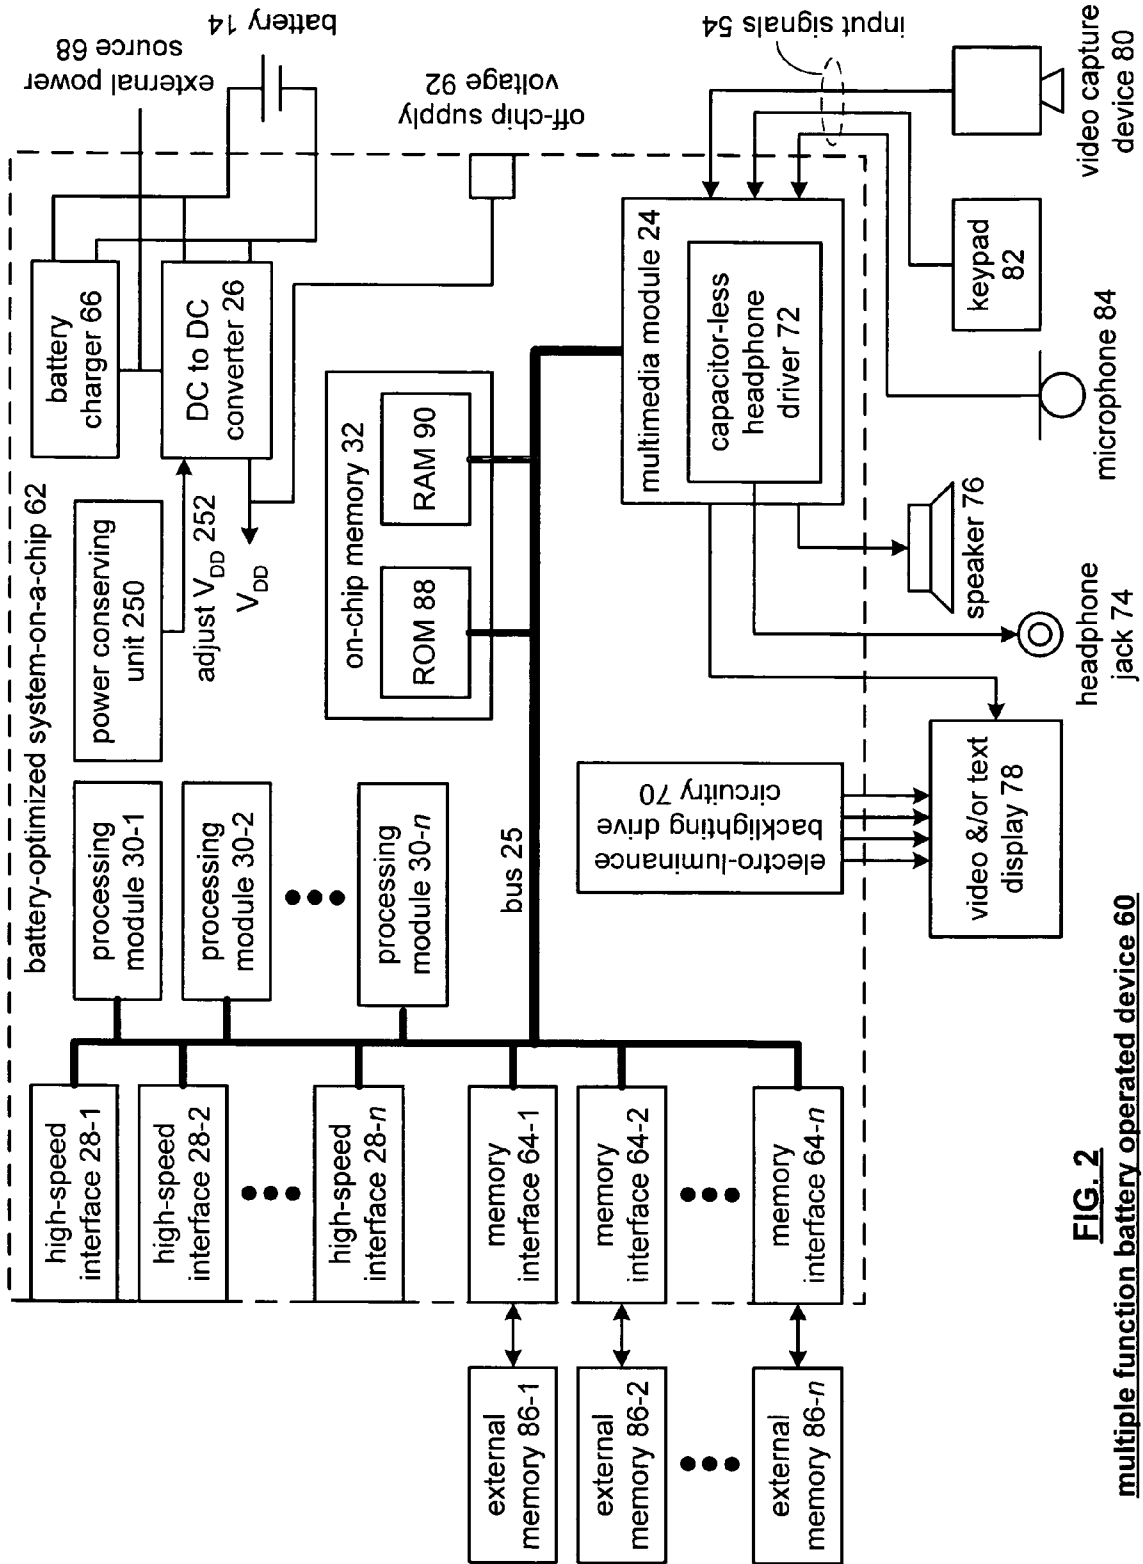 battery-optimized system-on-a-chip 62
high-speed
interface 28-1
high-speed
interface 28-2
high-speed
interface 28-n
memory
interface 64-1
memory
interface 64-2
memory
interface 64-n
external
memory 86-1
external
memory 86-2
external
memory 86-n
processing
module 30-1
processing
module 30-2
processing
module 30-n
bus 25
power conserving
unit 250
adjust VDD 252
VDD
battery
charger 66
DC to DC
converter 26
external power
source 68
battery 14
off-chip supply
voltage 92
on-chip memory 32
ROM 88
RAM 90
multimedia module 24
capacitor-less
headphone
driver 72
input signals 54
electro-luminance
backlighting drive
circuitry 70
video &/or text
display 78
headphone
jack 74
speaker 76
microphone 84
keypad
82
video capture
device 80
FIG. 2
multiple function battery operated device 60